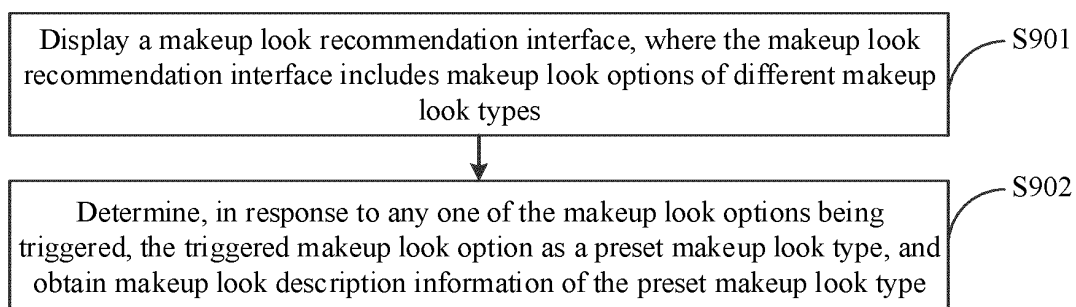 Display a makeup look recommendation interface, where the makeup look
recommendation interface includes makeup look options of different makeup
look types
S901
Determine, in response to any one of the makeup look options being
triggered, the triggered makeup look option as a preset makeup look type, and
obtain makeup look description information of the preset makeup look type
S902